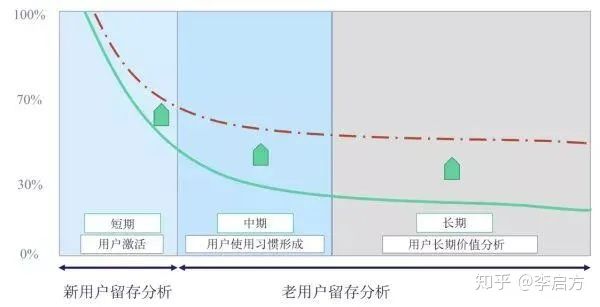 100%
70%
30%
0%
短期
用户激活
中期
用户使用习惯形成
长期
用户长期价值分析
新用户留存分析
老用户留存分析
知乎 @李启方